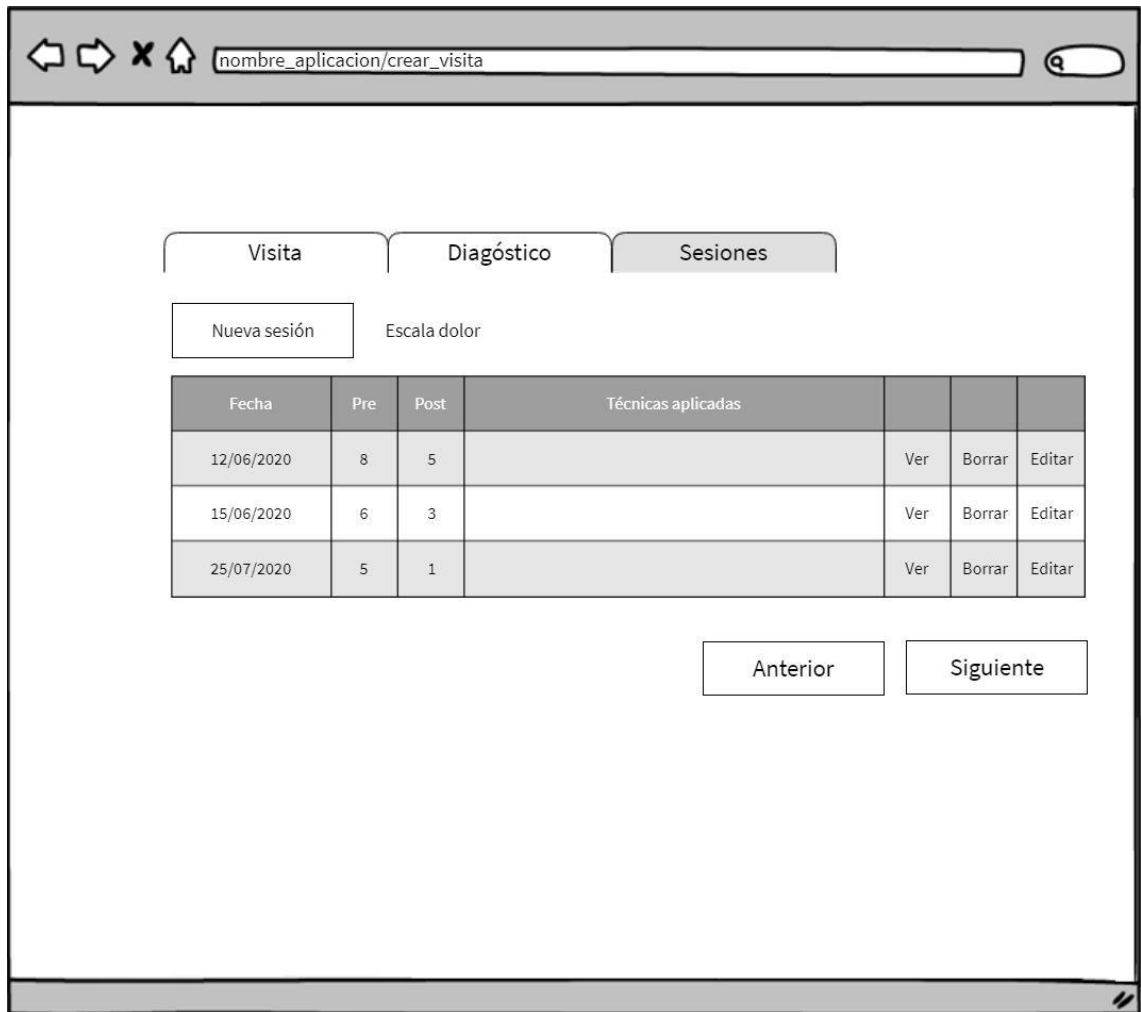 nombre_aplicacion/crear_visita
Visita Diagóstico Sesiones
Nueva sesión Escala dolor
Fecha Pre Post Técnicas aplicadas
12/06/2020 8 5 Ver Borrar Editar
15/06/2020 6 3 Ver Borrar Editar
25/07/2020 5 1 Ver Borrar Editar
Anterior Siguiente